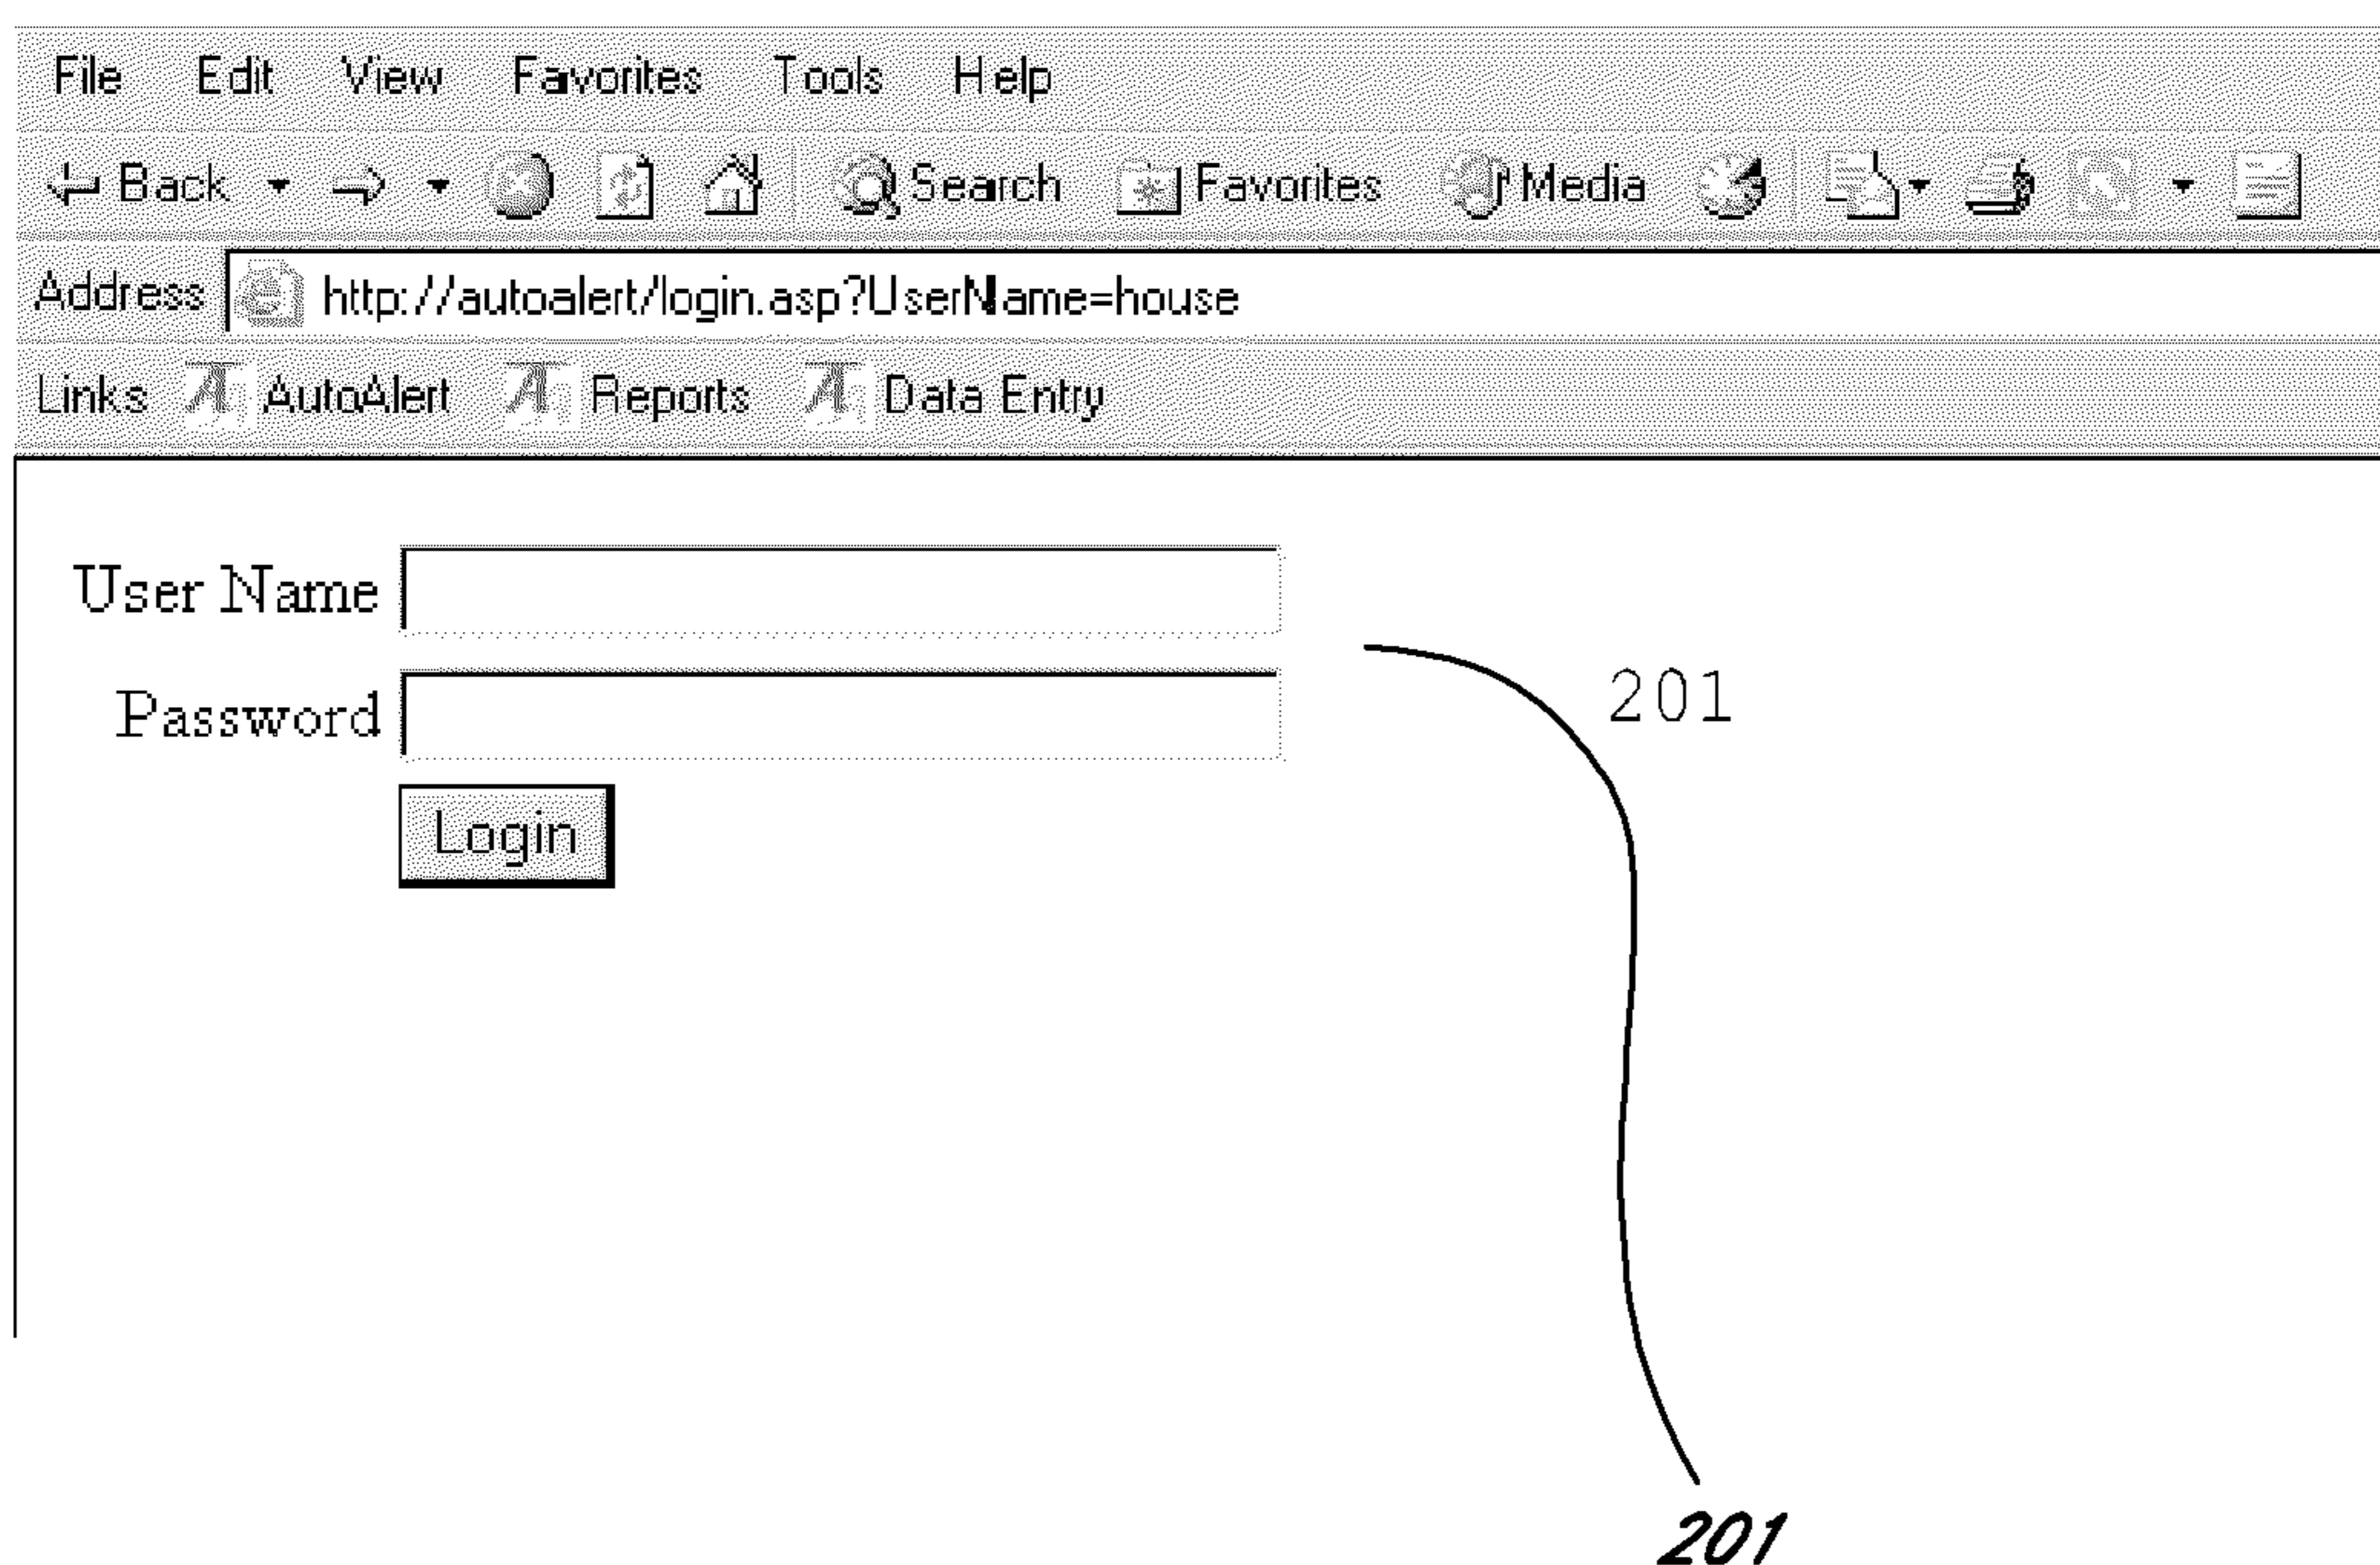 File Edit View Favorites Tools Help
Back Search Favorites Media
Address http://autoalert/login.asp?UserName=house
Links AutoAlert Reports Data Entry
User Name
201
Password
Login
201